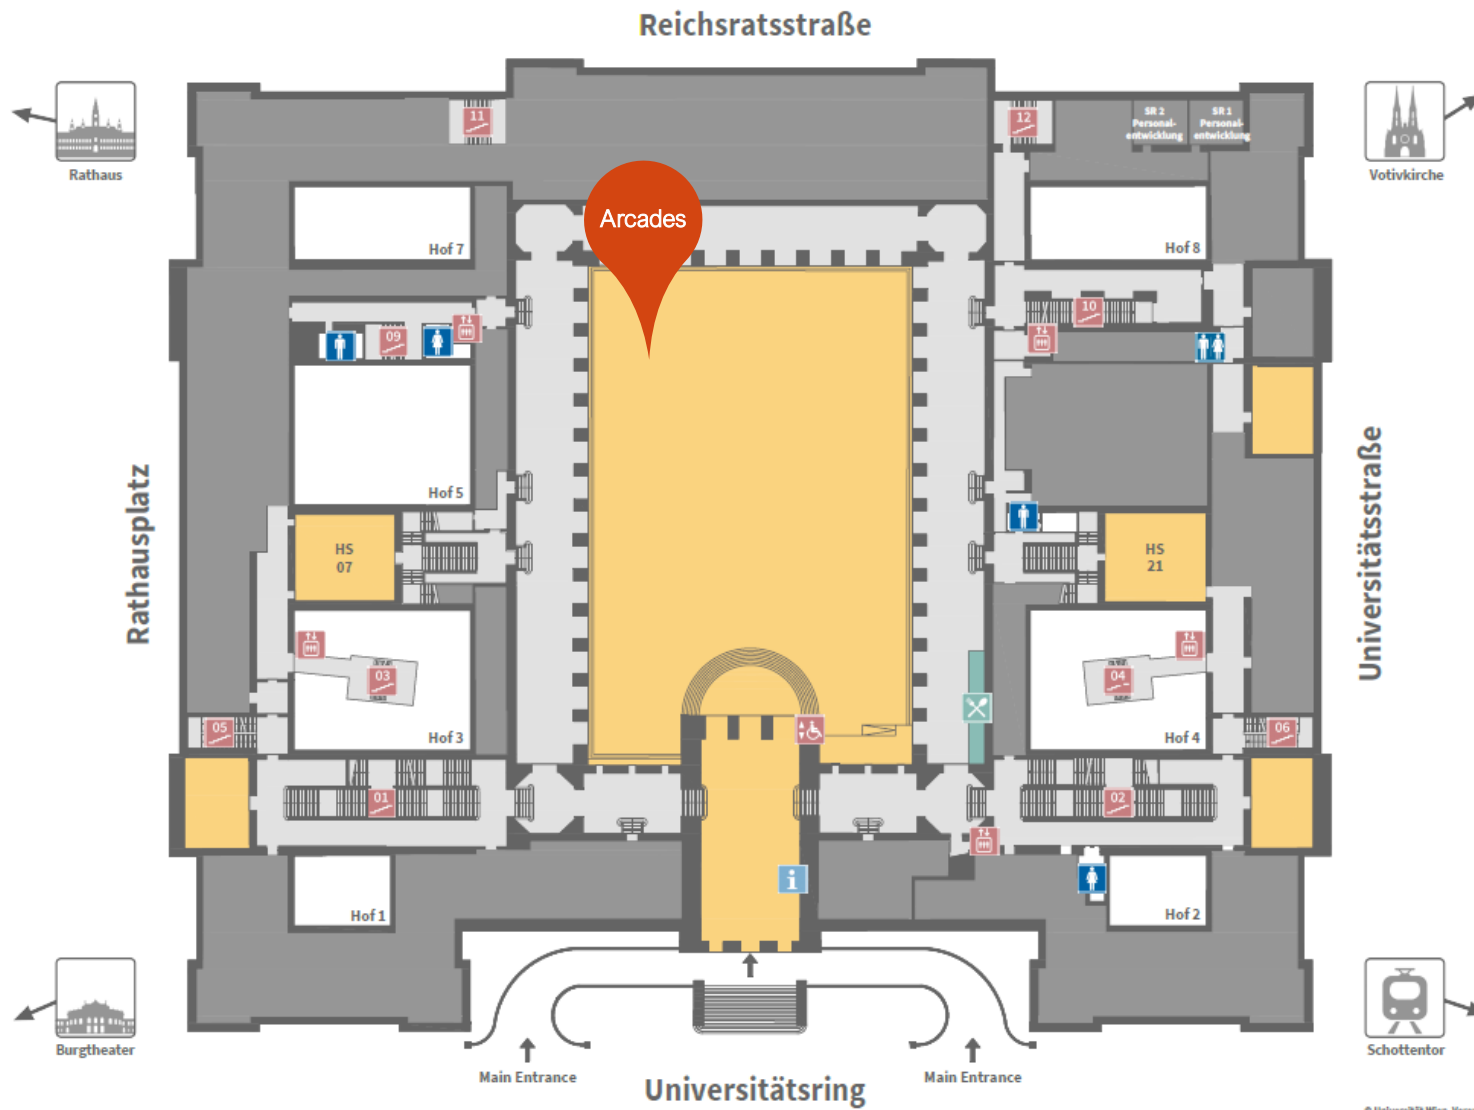 Reichsratsstraße
Rathaus
Votivkirche
11
12
SR 2
Personal-
entwicklung
SR 1
Personal-
entwicklung
Arcades
Hof 7
Hof 8
09
10
Hof 5
Rathausplatz
Universitätsstraße
HS
07
HS
21
03
04
05
06
Hof 3
Hof 4
01
02
i
Hof 1
Hof 2
Burgtheater
Schottentor
Main Entrance
Main Entrance
Universitätsring